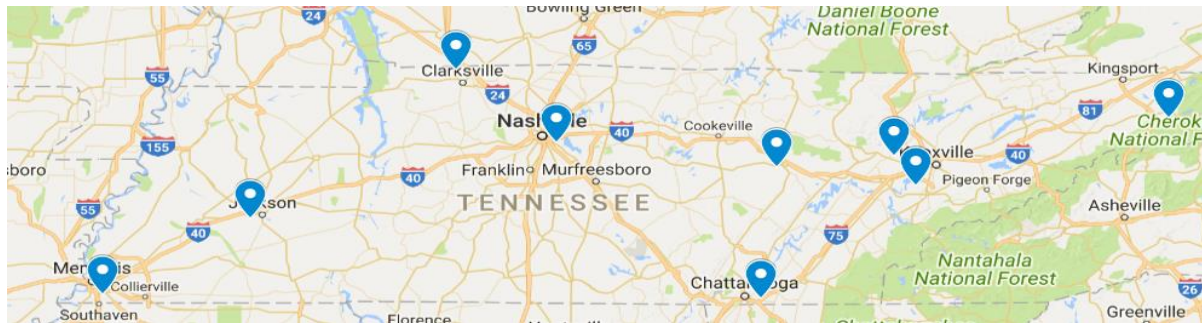 24
Bowling Green
Daniel Boone
National Forest
65
55
Clarksville
Kingsport
24
81
Nashville
40
Cookeville
Cherok
National F
155
Knoxville
40
sboro
40
Franklin
Murfreesboro
Pigeon Forge
TENNESSEE
55
Jackson
Asheville
40
75
Memphis
Collierville
Chattanooga
Nantahala
National Forest
26
Southaven
Florence
Greenville